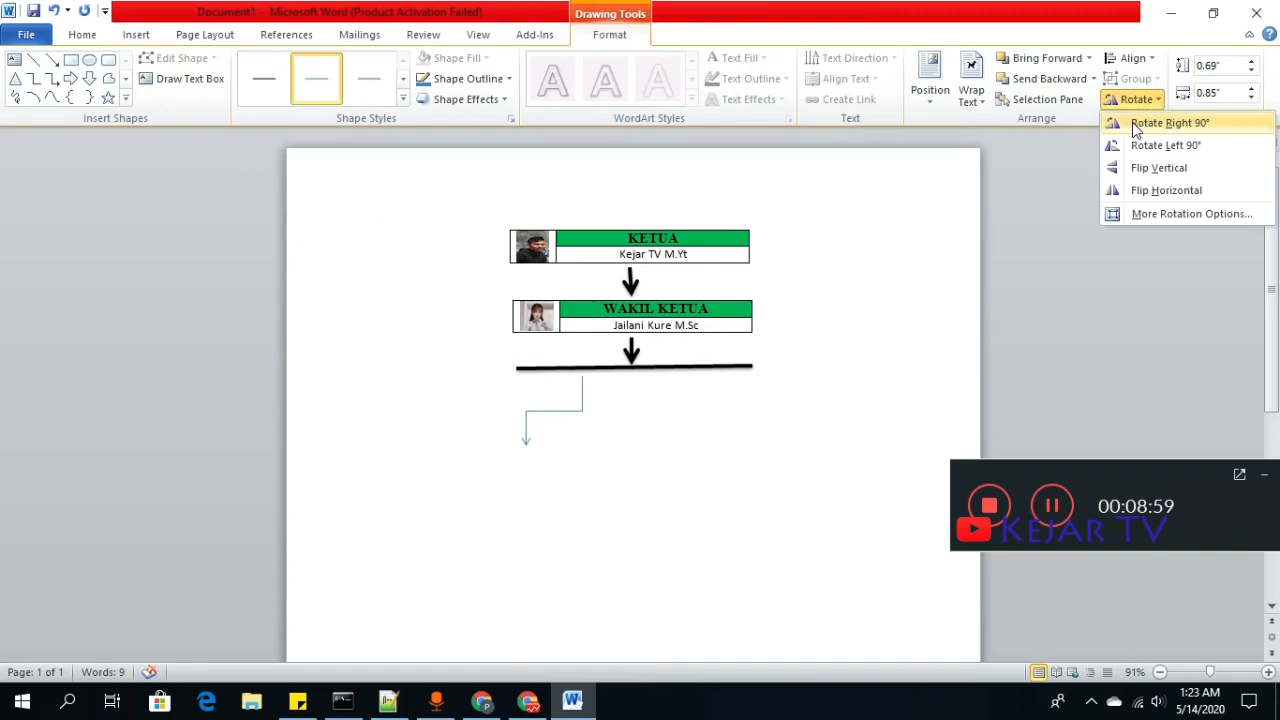 Document1 - Microsoft Word (Product Activation Failed)
Drawing Tools
File Home Insert Page Layout References Mailings Review View Add-Ins Format
Edit Shape
Draw Text Box
Insert Shapes
Shape Fill
Shape Outline
Shape Effects
Shape Styles
A A A
Text Fill
Text Outline
Text Effects
WordArt Styles
Text Direction
Align Text
Create Link
Text
Position
Wrap Text
Bring Forward
Send Backward
Selection Pane
Align
Group
Rotate
Arrange
0.69"
0.85"
Rotate Right 90°
Rotate Left 90°
Flip Vertical
Flip Horizontal
More Rotation Options...
KETUA
Kejar TV M.Yt
WAKIL KETUA
Jailani Kure M.Sc
00:08:59
Kejar TV
Page: 1 of 1 Words: 9 91%
1:23 AM
5/14/2020